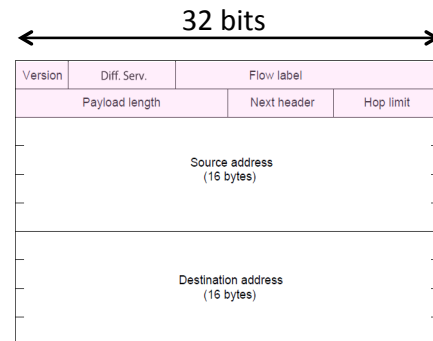 32 bits
Version Diff. Serv. Flow label
Payload length Next header Hop limit
Source address
(16 bytes)
Destination address
(16 bytes)